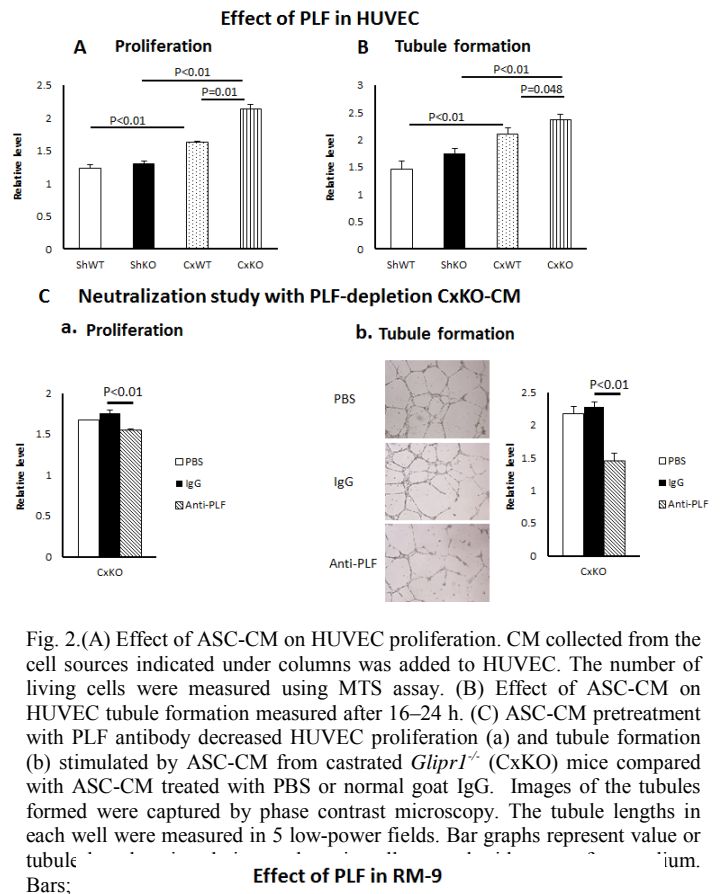 Effect of PLF in HUVEC
A Proliferation
P<0.01
P=0.01
P<0.01
Relative level
2.5
2
1.5
1
0.5
0
ShWT ShKO CxWT CxKO
B Tubule formation
P<0.01
P=0.048
P<0.01
Relative level
3
2.5
2
1.5
1
0.5
0
ShWT ShKO CxWT CxKO
C Neutralization study with PLF-depletion CxKO-CM
a. Proliferation
P<0.01
Relative level
2
1.5
1
0.5
0
CxKO
PBS
IgG
Anti-PLF
b. Tubule formation
PBS
IgG
Anti-PLF
P<0.01
Relative level
2.5
2
1.5
1
0.5
0
CxKO
PBS
IgG
Anti-PLF
Fig. 2.(A) Effect of ASC-CM on HUVEC proliferation. CM collected from the
cell sources indicated under columns was added to HUVEC. The number of
living cells were measured using MTS assay. (B) Effect of ASC-CM on
HUVEC tubule formation measured after 16–24 h. (C) ASC-CM pretreatment
with PLF antibody decreased HUVEC proliferation (a) and tubule formation
(b) stimulated by ASC-CM from castrated Glipr1-/- (CxKO) mice compared
with ASC-CM treated with PBS or normal goat IgG. Images of the tubules
formed were captured by phase contrast microscopy. The tubule lengths in
each well were measured in 5 low-power fields. Bar graphs represent value or
tubule
Bars;
Effect of PLF in RM-9